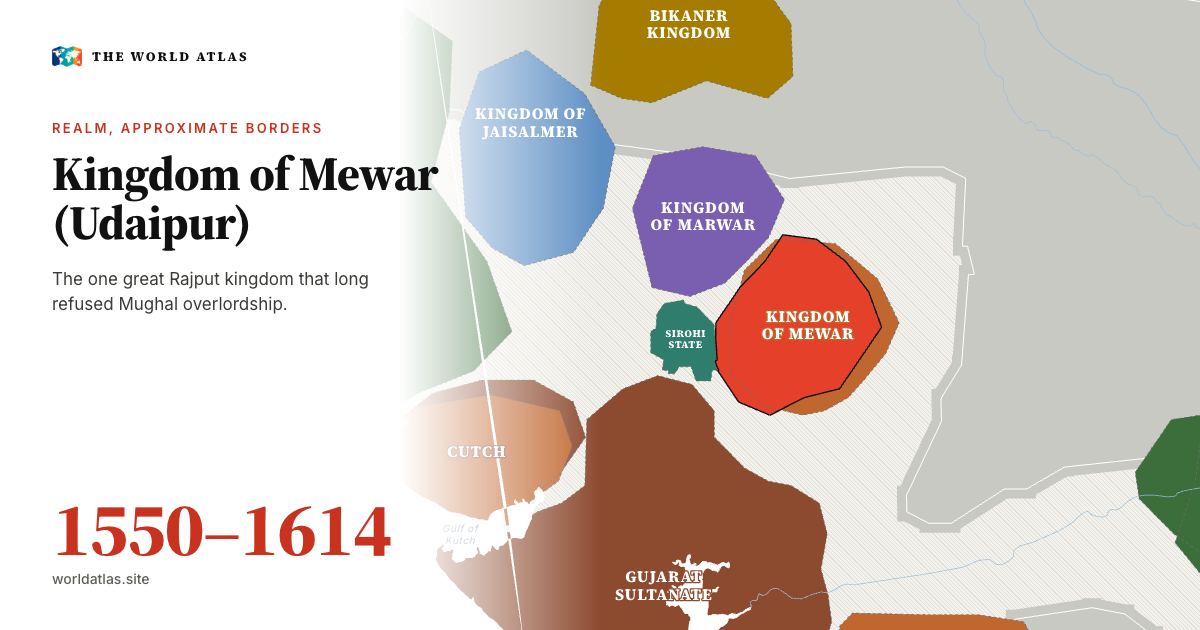 THE WORLD ATLAS
REALM, APPROXIMATE BORDERS
Kingdom of Mewar
(Udaipur)
The one great Rajput kingdom that long
refused Mughal overlordship.
1550–1614
worldatlas.site
BIKANER
KINGDOM
KINGDOM OF
JAISALMER
KINGDOM
OF MARWAR
KINGDOM
OF MEWAR
SIROHI
STATE
CUTCH
Gulf of
Kutch
GUJARAT
SULTANATE